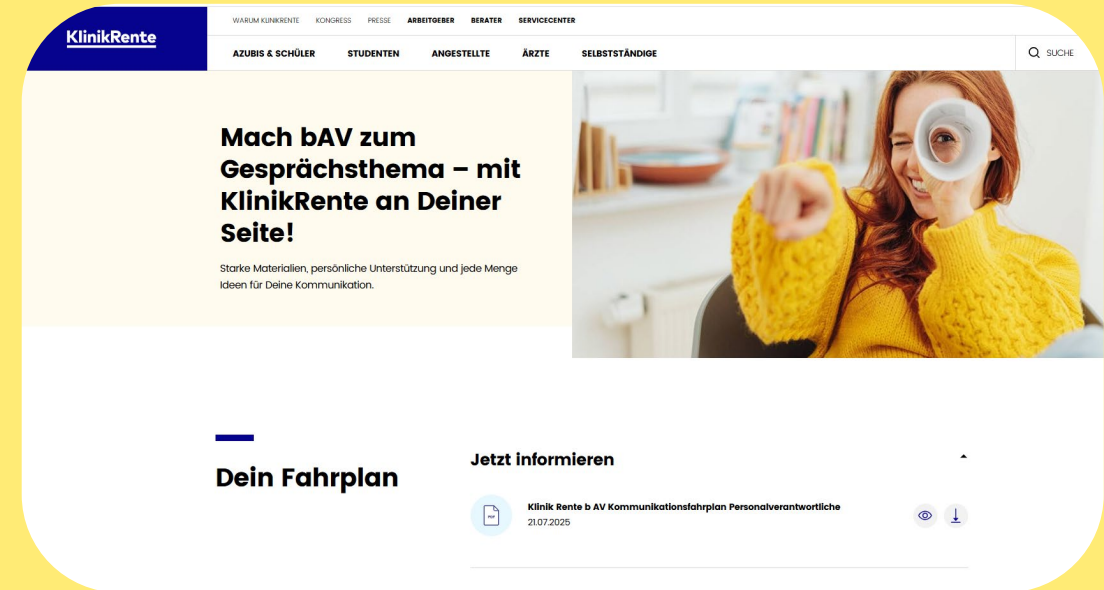 KlinikRente
WARUM KLINIKRENTE KONGRESS PRESSE ARBEITGEBER BERATER SERVICECENTER
AZUBIS & SCHÜLER STUDENTEN ANGESTELLTE ÄRZTE SELBSTSTÄNDIGE
SUCHE
Mach bAV zum
Gesprächsthema – mit
KlinikRente an Deiner
Seite!
Starke Materialien, persönliche Unterstützung und jede Menge
Ideen für Deine Kommunikation.
Dein Fahrplan
Jetzt informieren
PDF
Klinik Rente b AV Kommunikationsfahrplan Personalverantwortliche
21.07.2025